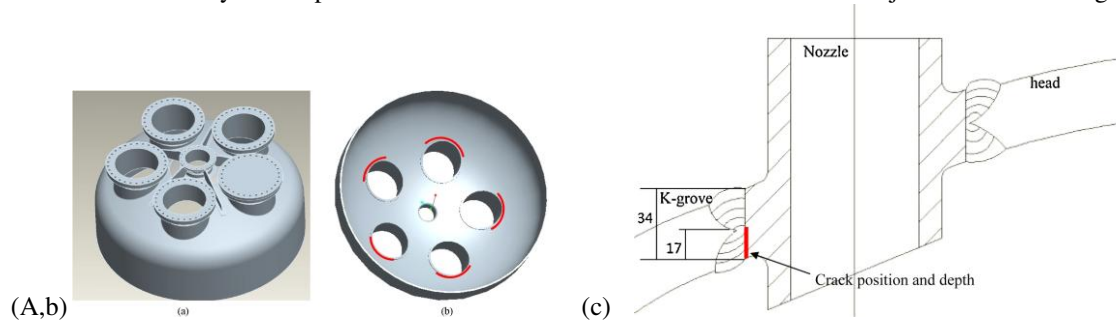 Nozzle
head
K-grove
34
17
Crack position and depth
(A,b)
(a)
(b)
(c)